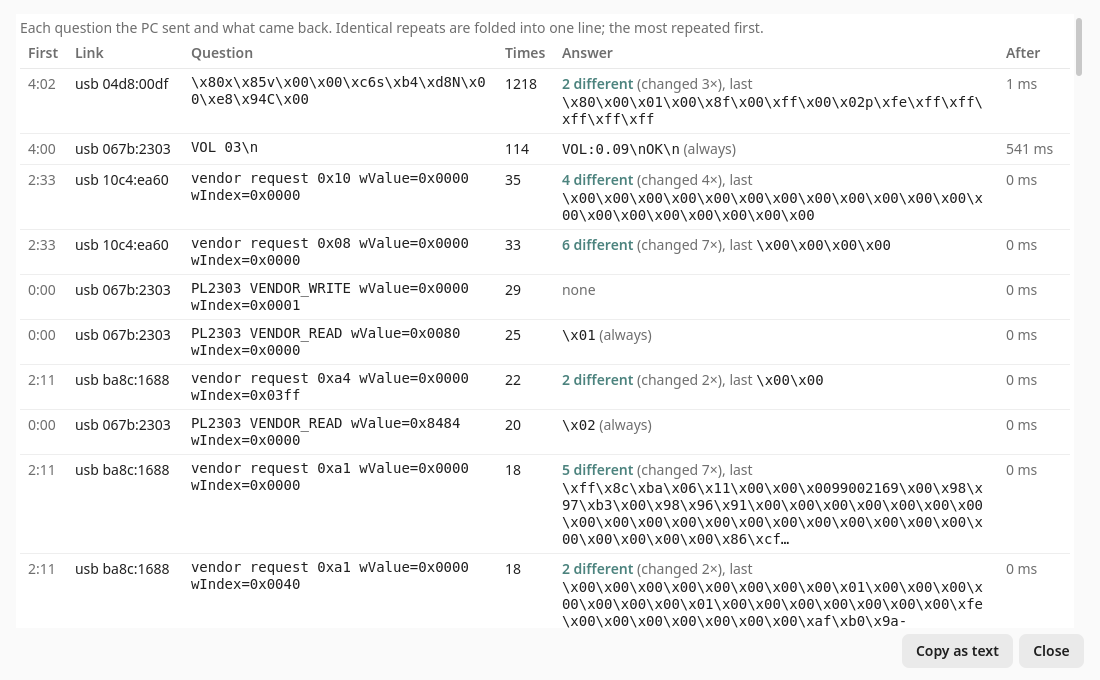 Each question the PC sent and what came back. Identical repeats are folded into one line; the most repeated first.
First Link Question Times Answer After
4:02 usb 04d8:00df \x80x\x85v\x00\x00\xc6s\xb4\xd8N\x0 1218 2 different (changed 3×), last 1 ms
0\xe8\x94C\x00 \x80\x00\x01\x00\x8f\x00\xff\x00\x02p\xfe\xff\xff\
xff\xff\xff
4:00 usb 067b:2303 VOL 03\n 114 VOL:0.09\nOK\n (always) 541 ms
2:33 usb 10c4:ea60 vendor request 0x10 wValue=0x0000 35 4 different (changed 4×), last 0 ms
wIndex=0x0000 \x00\x00\x00\x00\x00\x00\x00\x00\x00\x00\x00\x00\x
00\x00\x00\x00\x00\x00\x00\x00
2:33 usb 10c4:ea60 vendor request 0x08 wValue=0x0000 33 6 different (changed 7×), last \x00\x00\x00\x00 0 ms
wIndex=0x0000
0:00 usb 067b:2303 PL2303 VENDOR_WRITE wValue=0x0000 29 none 0 ms
wIndex=0x0001
0:00 usb 067b:2303 PL2303 VENDOR_READ wValue=0x0080 25 \x01 (always) 0 ms
wIndex=0x0000
2:11 usb ba8c:1688 vendor request 0xa4 wValue=0x0000 22 2 different (changed 2×), last \x00\x00 0 ms
wIndex=0x03ff
0:00 usb 067b:2303 PL2303 VENDOR_READ wValue=0x8484 20 \x02 (always) 0 ms
wIndex=0x0000
2:11 usb ba8c:1688 vendor request 0xa1 wValue=0x0000 18 5 different (changed 7×), last 0 ms
wIndex=0x0000 \xff\x8c\xba\x06\x11\x00\x00\x0099002169\x00\x98\x
97\xb3\x00\x98\x96\x91\x00\x00\x00\x00\x00\x00\x00
\x00\x00\x00\x00\x00\x00\x00\x00\x00\x00\x00\x00\x
00\x00\x00\x00\x00\x00\x86\xcf…
2:11 usb ba8c:1688 vendor request 0xa1 wValue=0x0000 18 2 different (changed 2×), last 0 ms
wIndex=0x0040 \x00\x00\x00\x00\x00\x00\x00\x00\x01\x00\x00\x00\x
00\x00\x00\x00\x01\x00\x00\x00\x00\x00\x00\x00\xfe
\x00\x00\x00\x00\x00\x00\x00\xaf\xb0\x9a-
Copy as text Close